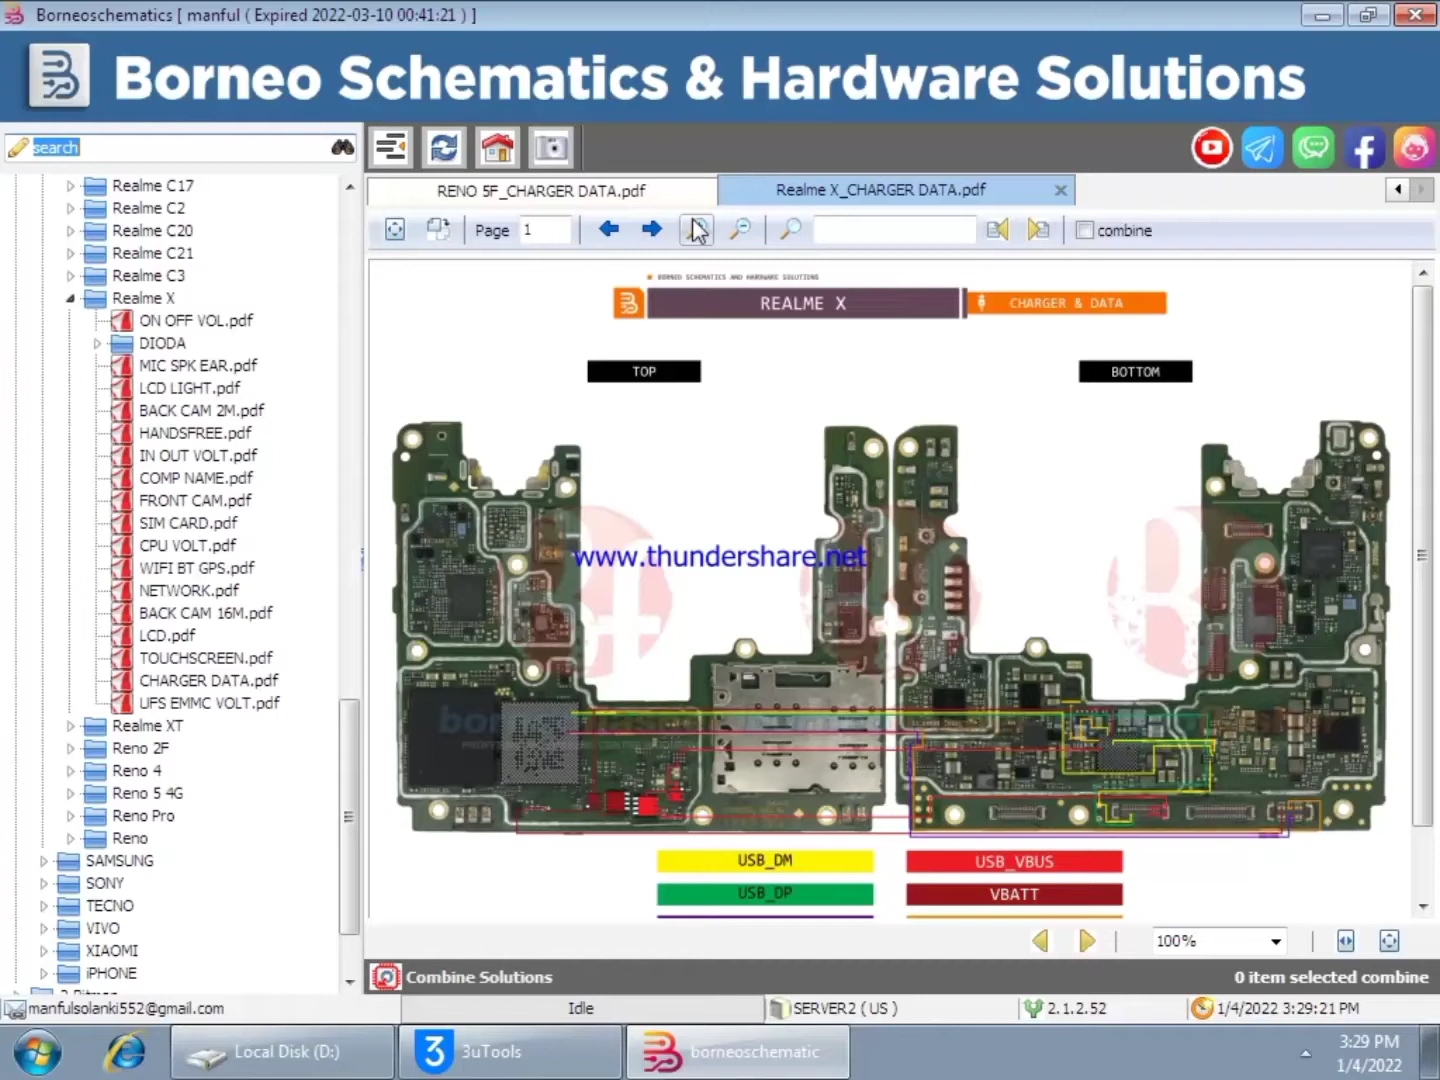 Borneoschematics [ manful ( Expired 2022-03-10 00:41:21 ) ]
Borneo Schematics & Hardware Solutions
search
RENO 5F_CHARGER DATA.pdf
Realme X_CHARGER DATA.pdf
Page 1
combine
Realme C17
Realme C2
Realme C20
Realme C21
Realme C3
Realme X
ON OFF VOL.pdf
DIODA
MIC SPK EAR.pdf
LCD LIGHT.pdf
BACK CAM 2M.pdf
HANDSFREE.pdf
IN OUT VOLT.pdf
COMP NAME.pdf
FRONT CAM.pdf
SIM CARD.pdf
CPU VOLT.pdf
WIFI BT GPS.pdf
NETWORK.pdf
BACK CAM 16M.pdf
LCD.pdf
TOUCHSCREEN.pdf
CHARGER DATA.pdf
UFS EMMC VOLT.pdf
Realme XT
Reno 2F
Reno 4
Reno 5 4G
Reno Pro
Reno
SAMSUNG
SONY
TECNO
VIVO
XIAOMI
iPHONE
BORNEO SCHEMATICS AND HARDWARE SOLUTIONS
REALME X
CHARGER & DATA
TOP
BOTTOM
www.thundershare.net
USB_DM
USB_VBUS
USB_DP
VBATT
100%
Combine Solutions
0 item selected combine
manfulsolanki552@gmail.com
Idle
SERVER2 ( US )
2.1.2.52
1/4/2022 3:29:21 PM
Local Disk (D:)
3uTools
borneoschematic
3:29 PM
1/4/2022